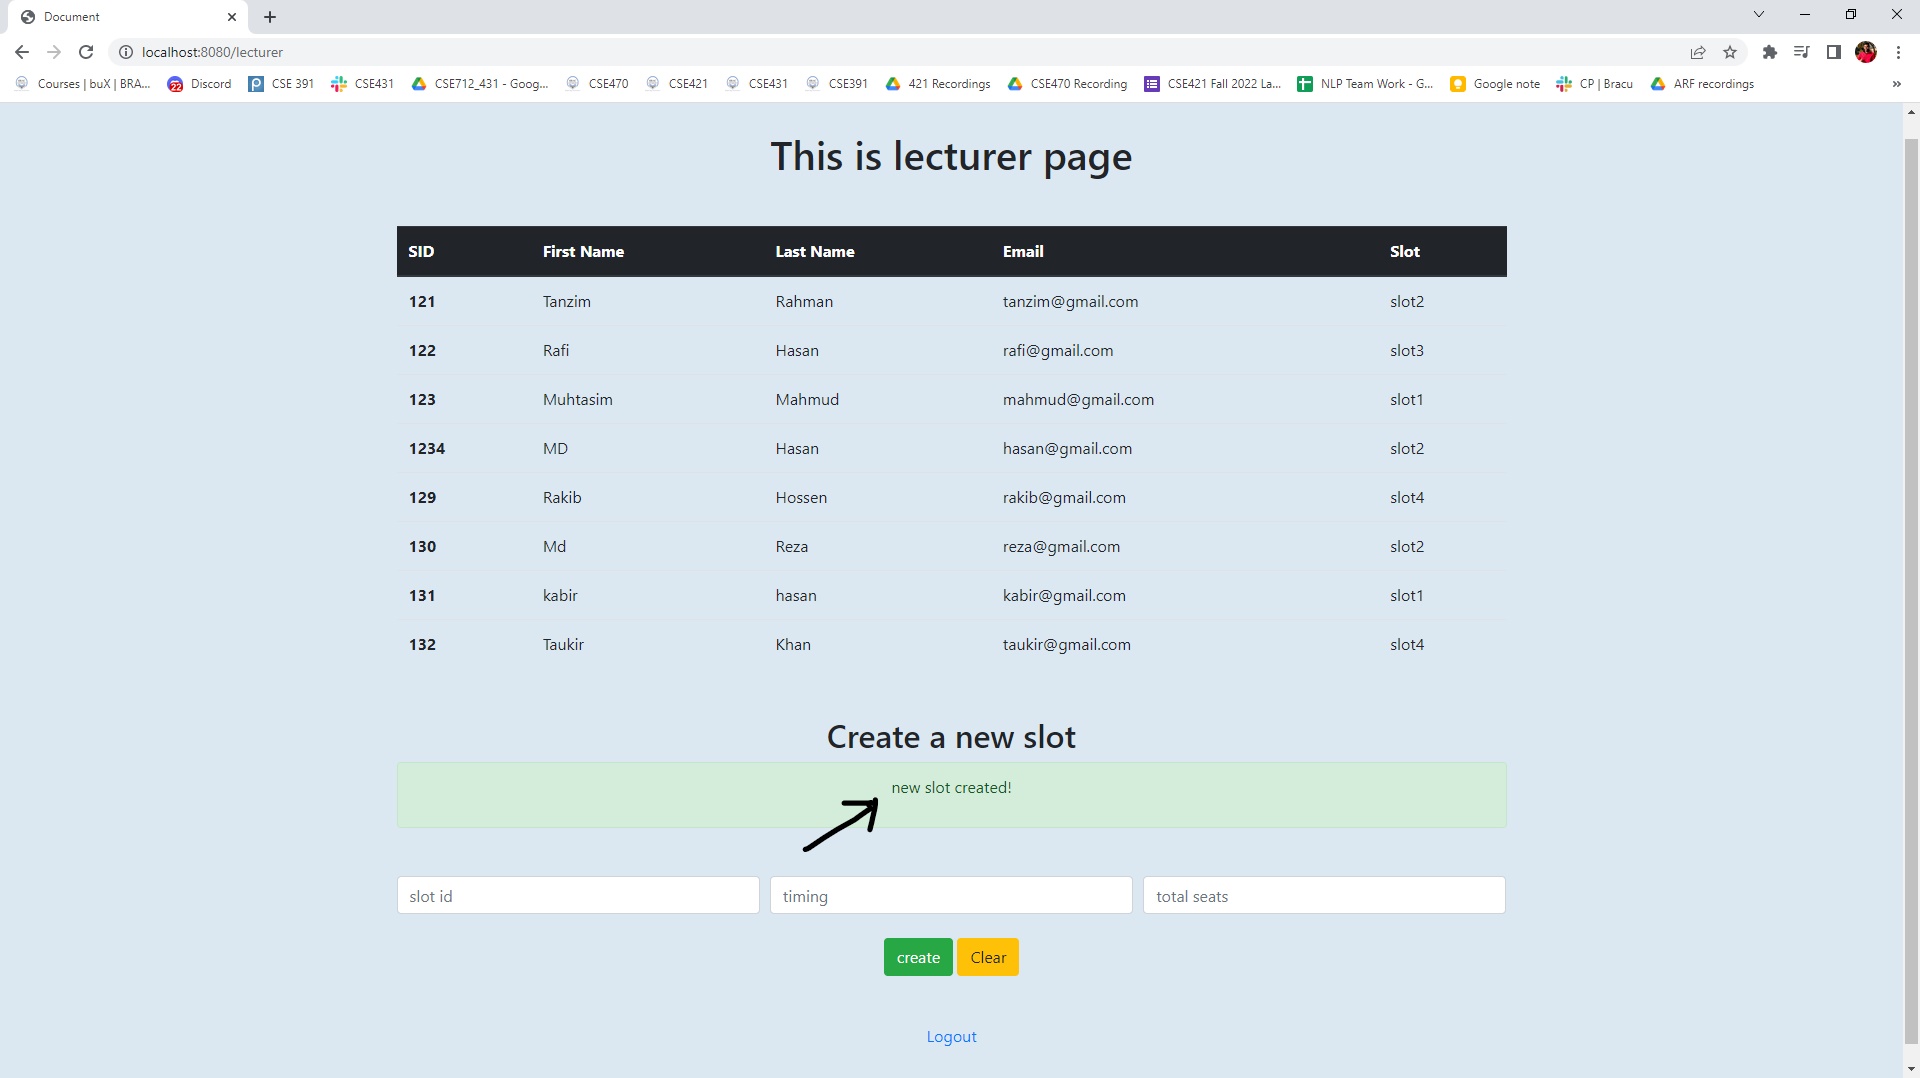 Document
localhost:8080/lecturer
Courses | buX | BRA... 22 Discord P CSE 391 CSE431 CSE712_431 - Goog... CSE470 CSE421 CSE431 CSE391 421 Recordings CSE470 Recording CSE421 Fall 2022 La... NLP Team Work - G... Google note CP | Bracu ARF recordings »
This is lecturer page
SID First Name Last Name Email Slot
121 Tanzim Rahman tanzim@gmail.com slot2
122 Rafi Hasan rafi@gmail.com slot3
123 Muhtasim Mahmud mahmud@gmail.com slot1
1234 MD Hasan hasan@gmail.com slot2
129 Rakib Hossen rakib@gmail.com slot4
130 Md Reza reza@gmail.com slot2
131 kabir hasan kabir@gmail.com slot1
132 Taukir Khan taukir@gmail.com slot4
Create a new slot
new slot created!
slot id timing total seats
create Clear
Logout